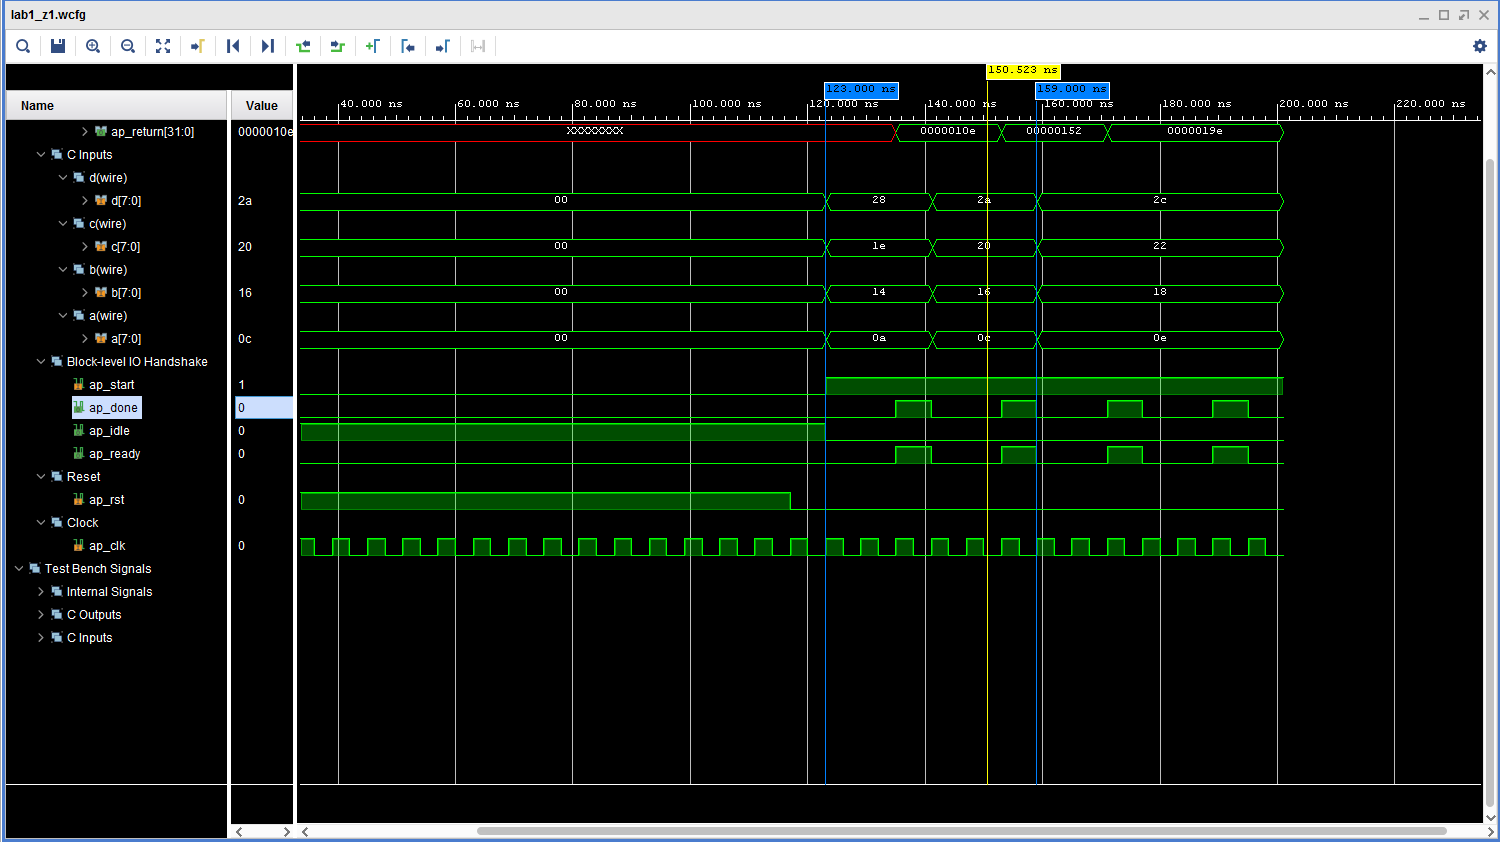 lab1_z1.wcfg
150.523 ns
123.000 ns 159.000 ns
Name Value
40.000 ns 60.000 ns 80.000 ns 100.000 ns 120.000 ns 140.000 ns 160.000 ns 180.000 ns 200.000 ns 220.000 ns
ap_return[31:0] 0000010e XXXXXXXX 0000010e 00000152 0000019e
C Inputs
d(wire)
d[7:0] 2a 00 28 2a 2c
c(wire)
c[7:0] 20 00 1e 20 22
b(wire)
b[7:0] 16 00 14 16 18
a(wire)
a[7:0] 0c 00 0a 0c 0e
Block-level IO Handshake
ap_start 1
ap_done 0
ap_idle 0
ap_ready 0
Reset
ap_rst 0
Clock
ap_clk 0
Test Bench Signals
Internal Signals
C Outputs
C Inputs